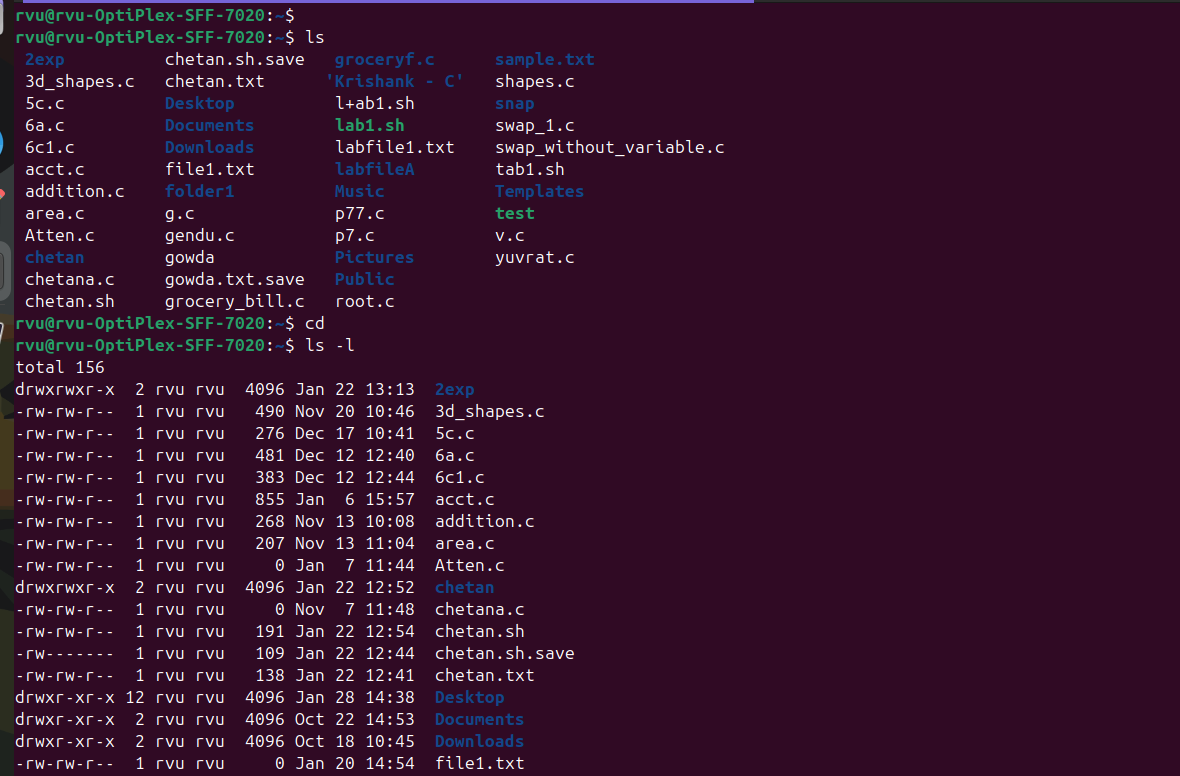 rvu@rvu-OptiPlex-SFF-7020:~$
rvu@rvu-OptiPlex-SFF-7020:~$ ls
2exp chetan.sh.save groceryf.c sample.txt
3d_shapes.c chetan.txt 'Krishank - C' shapes.c
5c.c Desktop l+ab1.sh snap
6a.c Documents lab1.sh swap_1.c
6c1.c Downloads labfile1.txt swap_without_variable.c
acct.c file1.txt labfileA tab1.sh
addition.c folder1 Music Templates
area.c g.c p77.c test
Atten.c gendu.c p7.c v.c
chetan gowda Pictures yuvrat.c
chetana.c gowda.txt.save Public
chetan.sh grocery_bill.c root.c
rvu@rvu-OptiPlex-SFF-7020:~$ cd
rvu@rvu-OptiPlex-SFF-7020:~$ ls -l
total 156
drwxrwxr-x 2 rvu rvu 4096 Jan 22 13:13 2exp
-rw-rw-r-- 1 rvu rvu 490 Nov 20 10:46 3d_shapes.c
-rw-rw-r-- 1 rvu rvu 276 Dec 17 10:41 5c.c
-rw-rw-r-- 1 rvu rvu 481 Dec 12 12:40 6a.c
-rw-rw-r-- 1 rvu rvu 383 Dec 12 12:44 6c1.c
-rw-rw-r-- 1 rvu rvu 855 Jan 6 15:57 acct.c
-rw-rw-r-- 1 rvu rvu 268 Nov 13 10:08 addition.c
-rw-rw-r-- 1 rvu rvu 207 Nov 13 11:04 area.c
-rw-rw-r-- 1 rvu rvu 0 Jan 7 11:44 Atten.c
drwxrwxr-x 2 rvu rvu 4096 Jan 22 12:52 chetan
-rw-rw-r-- 1 rvu rvu 0 Nov 7 11:48 chetana.c
-rw-rw-r-- 1 rvu rvu 191 Jan 22 12:54 chetan.sh
-rw------- 1 rvu rvu 109 Jan 22 12:44 chetan.sh.save
-rw-rw-r-- 1 rvu rvu 138 Jan 22 12:41 chetan.txt
drwxr-xr-x 12 rvu rvu 4096 Jan 28 14:38 Desktop
drwxr-xr-x 2 rvu rvu 4096 Oct 22 14:53 Documents
drwxr-xr-x 2 rvu rvu 4096 Oct 18 10:45 Downloads
-rw-rw-r-- 1 rvu rvu 0 Jan 20 14:54 file1.txt